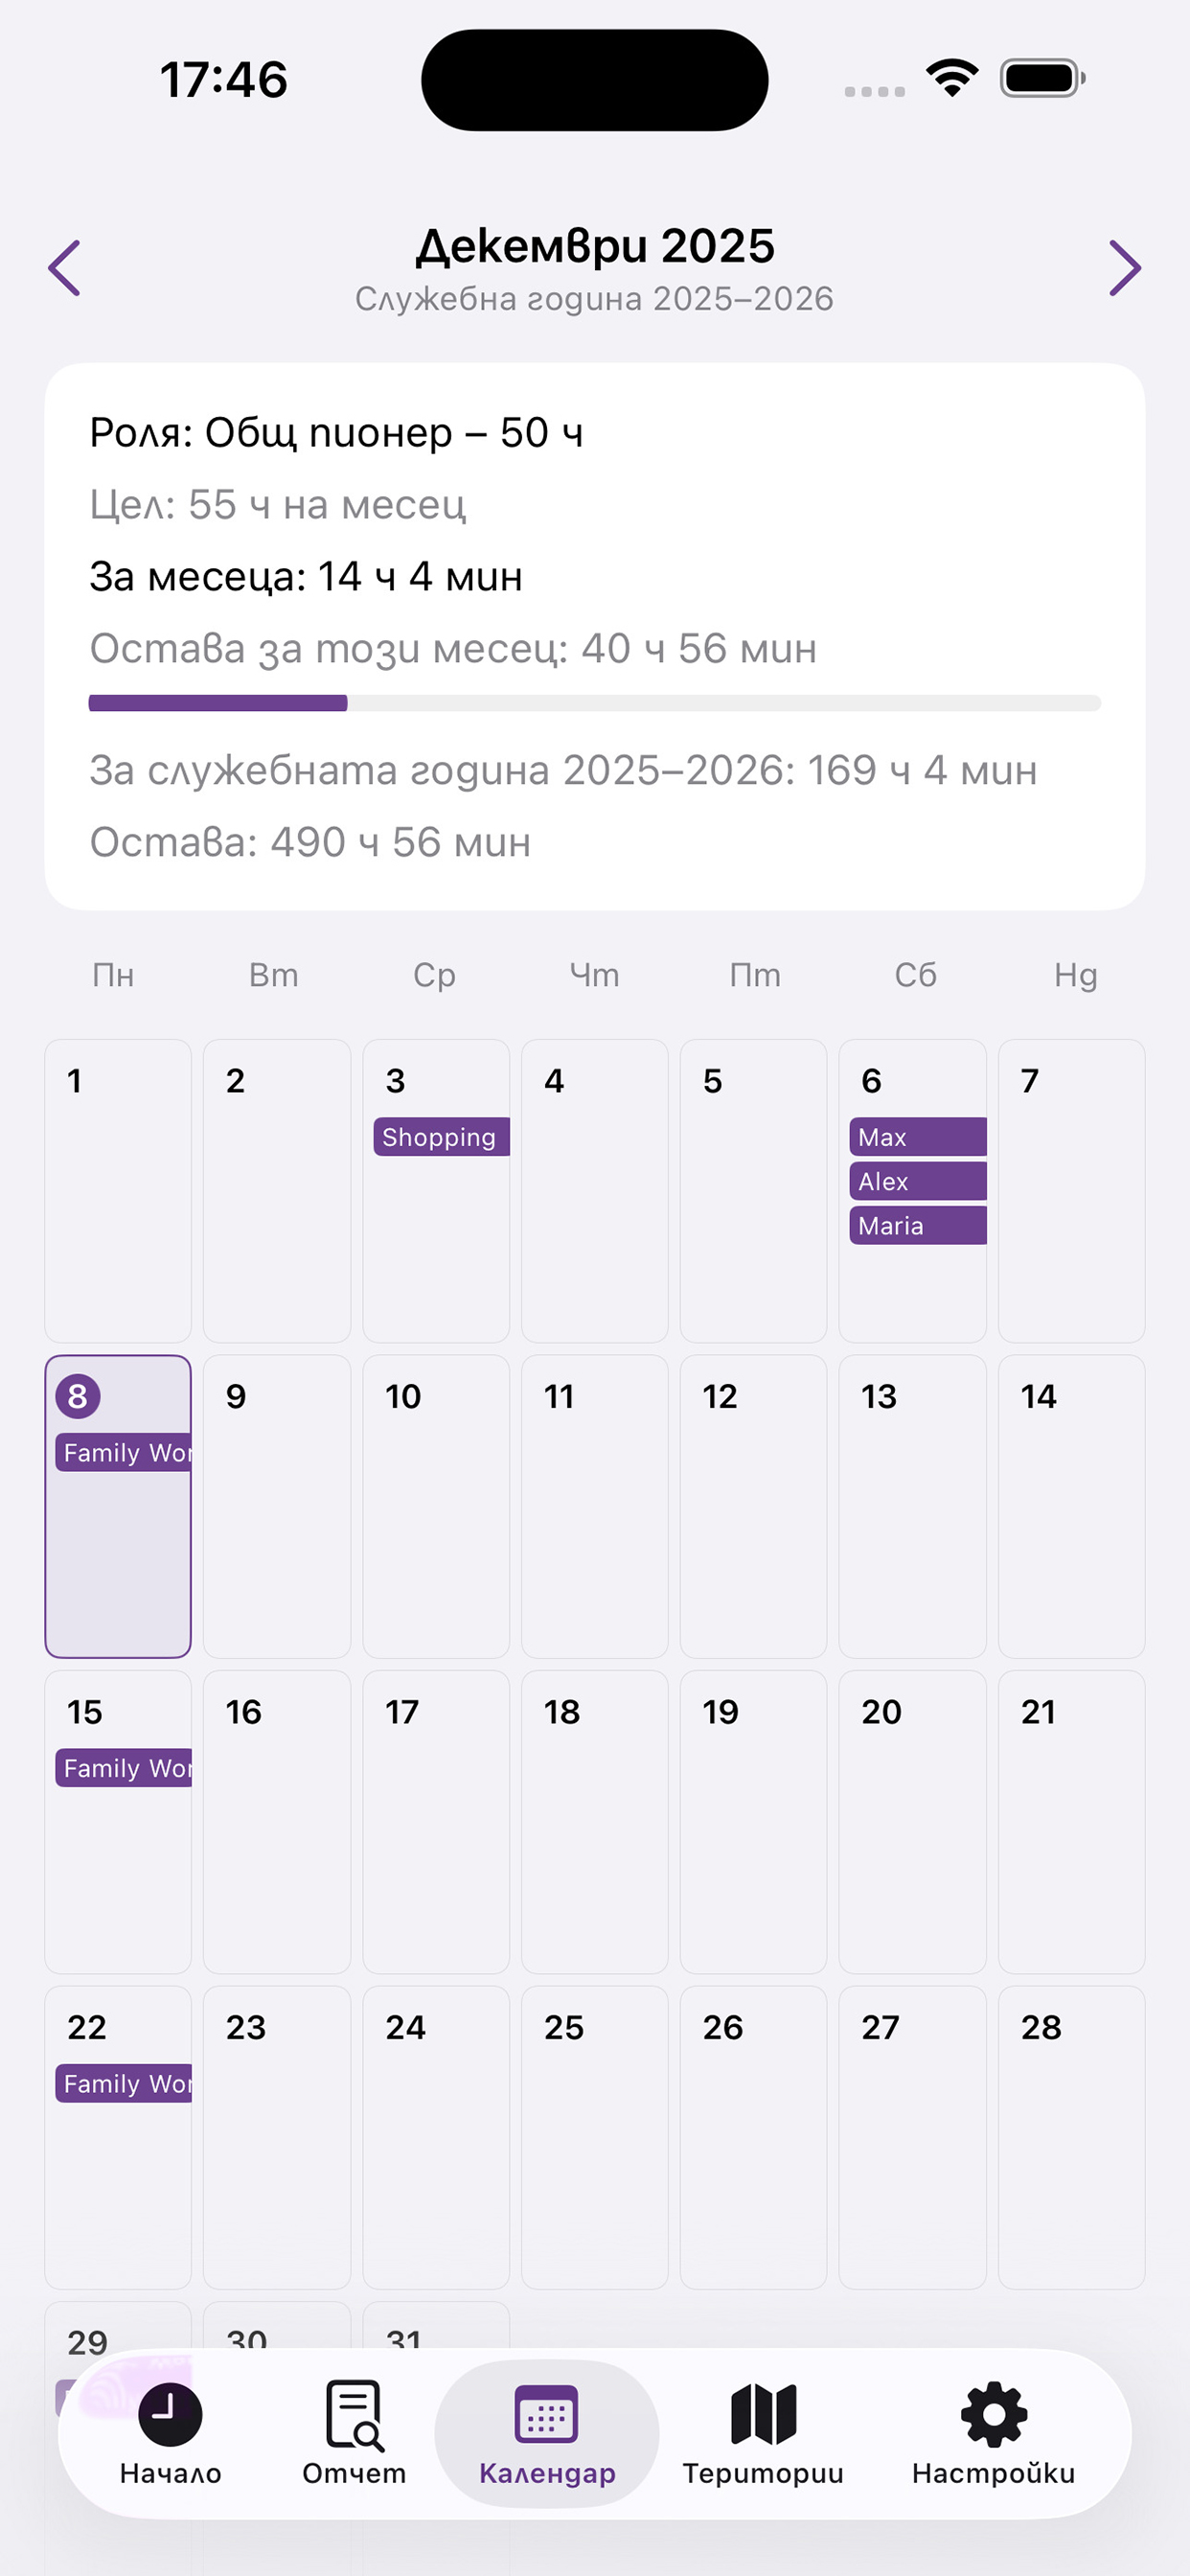 17:46
Декември 2025
Служебна година 2025–2026
Роля: Общ пионер – 50 ч
Цел: 55 ч на месец
За месеца: 14 ч 4 мин
Остава за този месец: 40 ч 56 мин
За служебната година 2025–2026: 169 ч 4 мин
Остава: 490 ч 56 мин
Пн Вт Ср Чт Пт Сб Нд
1 2 3 4 5 6 7
Shopping Max
Alex
Maria
8 9 10 11 12 13 14
Family Wor
15 16 17 18 19 20 21
Family Wor
22 23 24 25 26 27 28
Family Wor
29 30 31
Начало Отчет Календар Територии Настройки